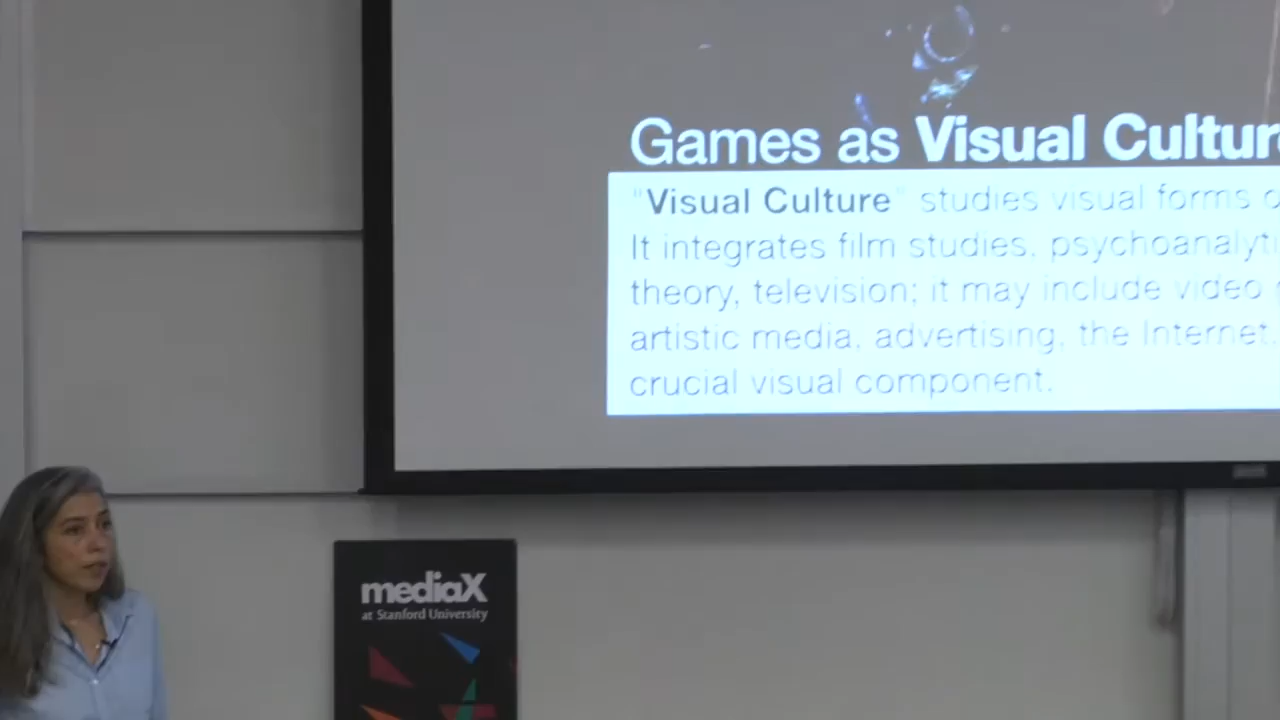 Games as Visual Cultur
"Visual Culture" studies visual forms
It integrates film studies, psychoanalyti
theory, television; it may include video
artistic media, advertising, the Internet,
crucial visual component.
mediaX
at Stanford University